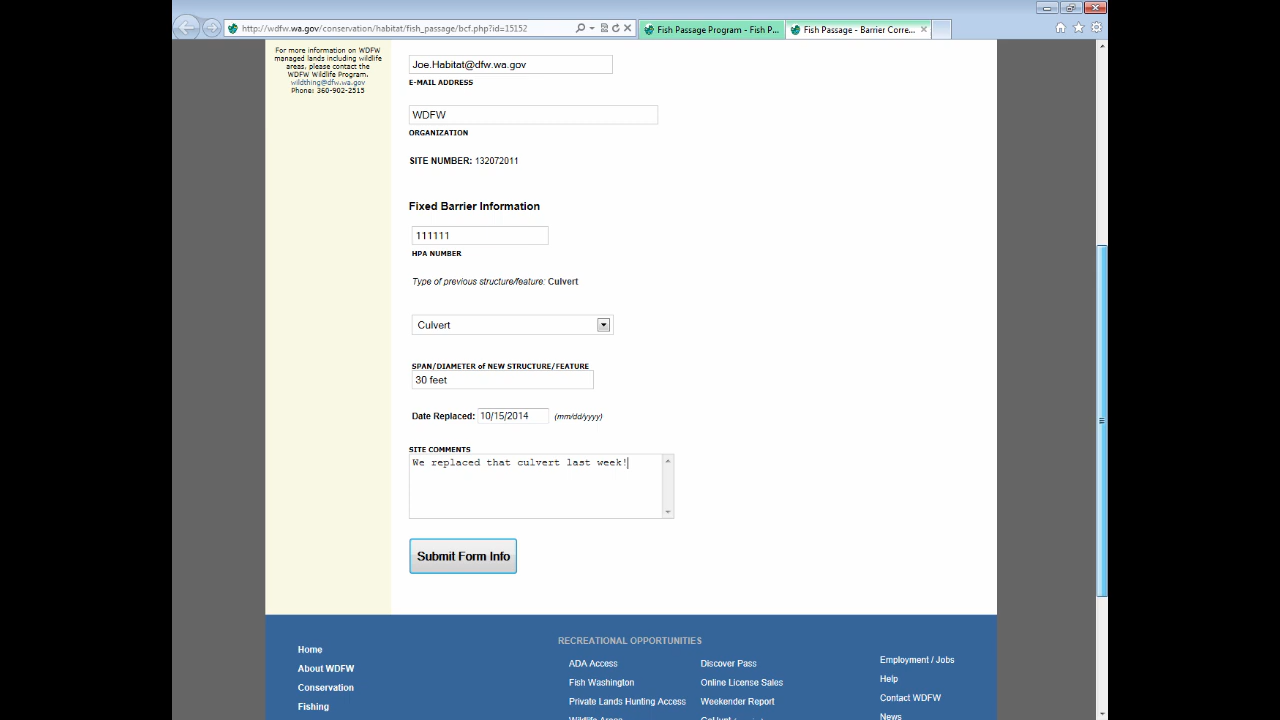 http://wdfw.wa.gov/conservation/habitat/fish_passage/bcf.php?id=15152
Fish Passage Program - Fish P...
Fish Passage - Barrier Corre...
For more information on WDFW
managed lands including wildlife
areas, please contact the
WDFW Wildlife Program.
wildthing@dfw.wa.gov
Phone: 360-902-2515
Joe.Habitat@dfw.wa.gov
E-MAIL ADDRESS
WDFW
ORGANIZATION
SITE NUMBER: 132072011
Fixed Barrier Information
111111
HPA NUMBER
Type of previous structure/feature: Culvert
Culvert
SPAN/DIAMETER of NEW STRUCTURE/FEATURE
30 feet
Date Replaced: 10/15/2014 (mm/dd/yyyy)
SITE COMMENTS
We replaced that culvert last week!
Submit Form Info
Home
About WDFW
Conservation
Fishing
RECREATIONAL OPPORTUNITIES
ADA Access
Fish Washington
Private Lands Hunting Access
Wildlife Areas
Discover Pass
Online License Sales
Weekender Report
Employment / Jobs
Help
Contact WDFW
News